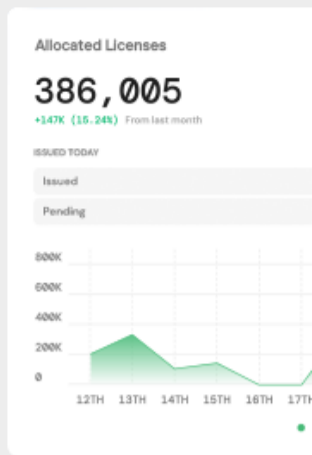 Allocated Licenses
386,005
+147K (15.24%) From last month
ISSUED TODAY
Issued
Pending
800K
600K
400K
200K
0
12TH 13TH 14TH 15TH 16TH 17TH